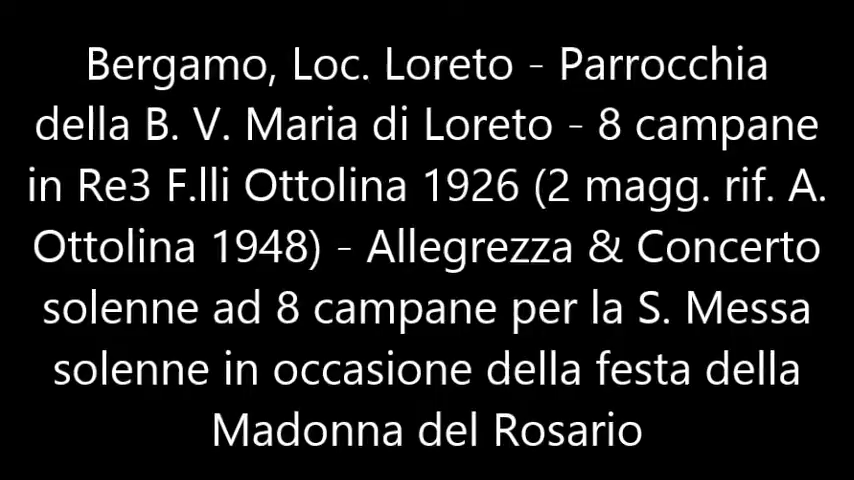 Bergamo, Loc. Loreto - Parrocchia
della B. V. Maria di Loreto - 8 campane
in Re3 F.lli Ottolina 1926 (2 magg. rif. A.
Ottolina 1948) - Allegrezza & Concerto
solenne ad 8 campane per la S. Messa
solenne in occasione della festa della
Madonna del Rosario